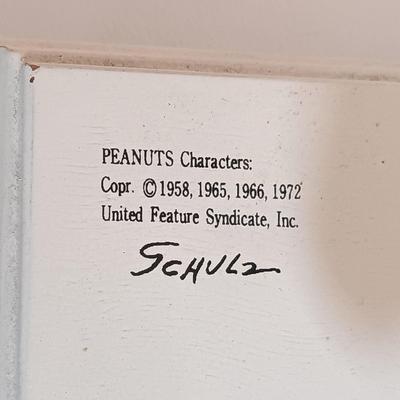 PEANUTS Characters:
Copr. ©1958, 1965, 1966, 1972
United Feature Syndicate, Inc.
SCHULZ